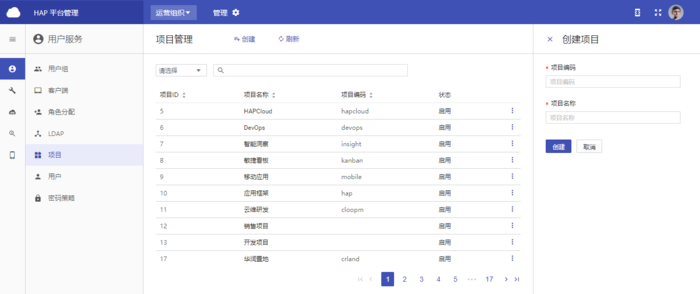 HAP 平台管理
运营组织
管理
用户服务
用户组
客户端
角色分配
LDAP
项目
用户
密码策略
项目管理
创建
刷新
请选择
项目ID 项目名称 项目编码 状态
5 HAPCloud hapcloud 启用
6 DevOps devops 启用
7 智能洞察 insight 启用
8 敏捷看板 kanban 启用
9 移动应用 mobile 启用
10 应用框架 hap 启用
11 云峰研发 cloopm 启用
12 销售项目 启用
13 开发项目 启用
17 华润置地 crland 启用
1 2 3 4 5 ••• 17
创建项目
* 项目编码
项目编码
* 项目名称
项目名称
创建 取消